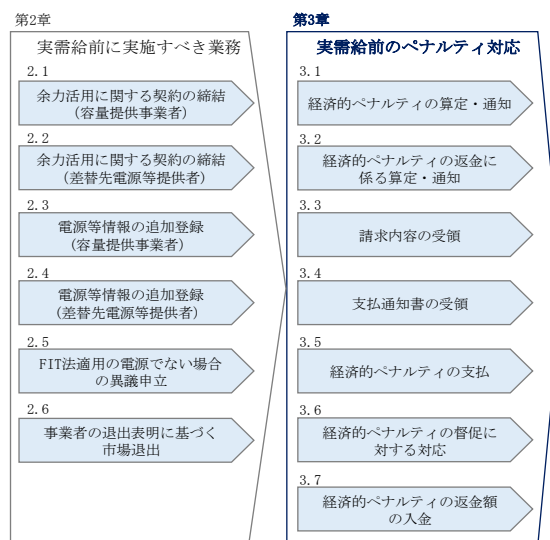 第2章
実需給前に実施すべき業務
2.1
余力活用に関する契約の締結
(容量提供事業者)
2.2
余力活用に関する契約の締結
(差替先電源等提供者)
2.3
電源等情報の追加登録
(容量提供事業者)
2.4
電源等情報の追加登録
(差替先電源等提供者)
2.5
FIT法適用の電源でない場合
の異議申立
2.6
事業者の退出表明に基づく
市場退出
第3章
実需給前のペナルティ対応
3.1
経済的ペナルティの算定・通知
3.2
経済的ペナルティの返金に
係る算定・通知
3.3
請求内容の受領
3.4
支払通知書の受領
3.5
経済的ペナルティの支払
3.6
経済的ペナルティの督促に
対する対応
3.7
経済的ペナルティの返金額
の入金